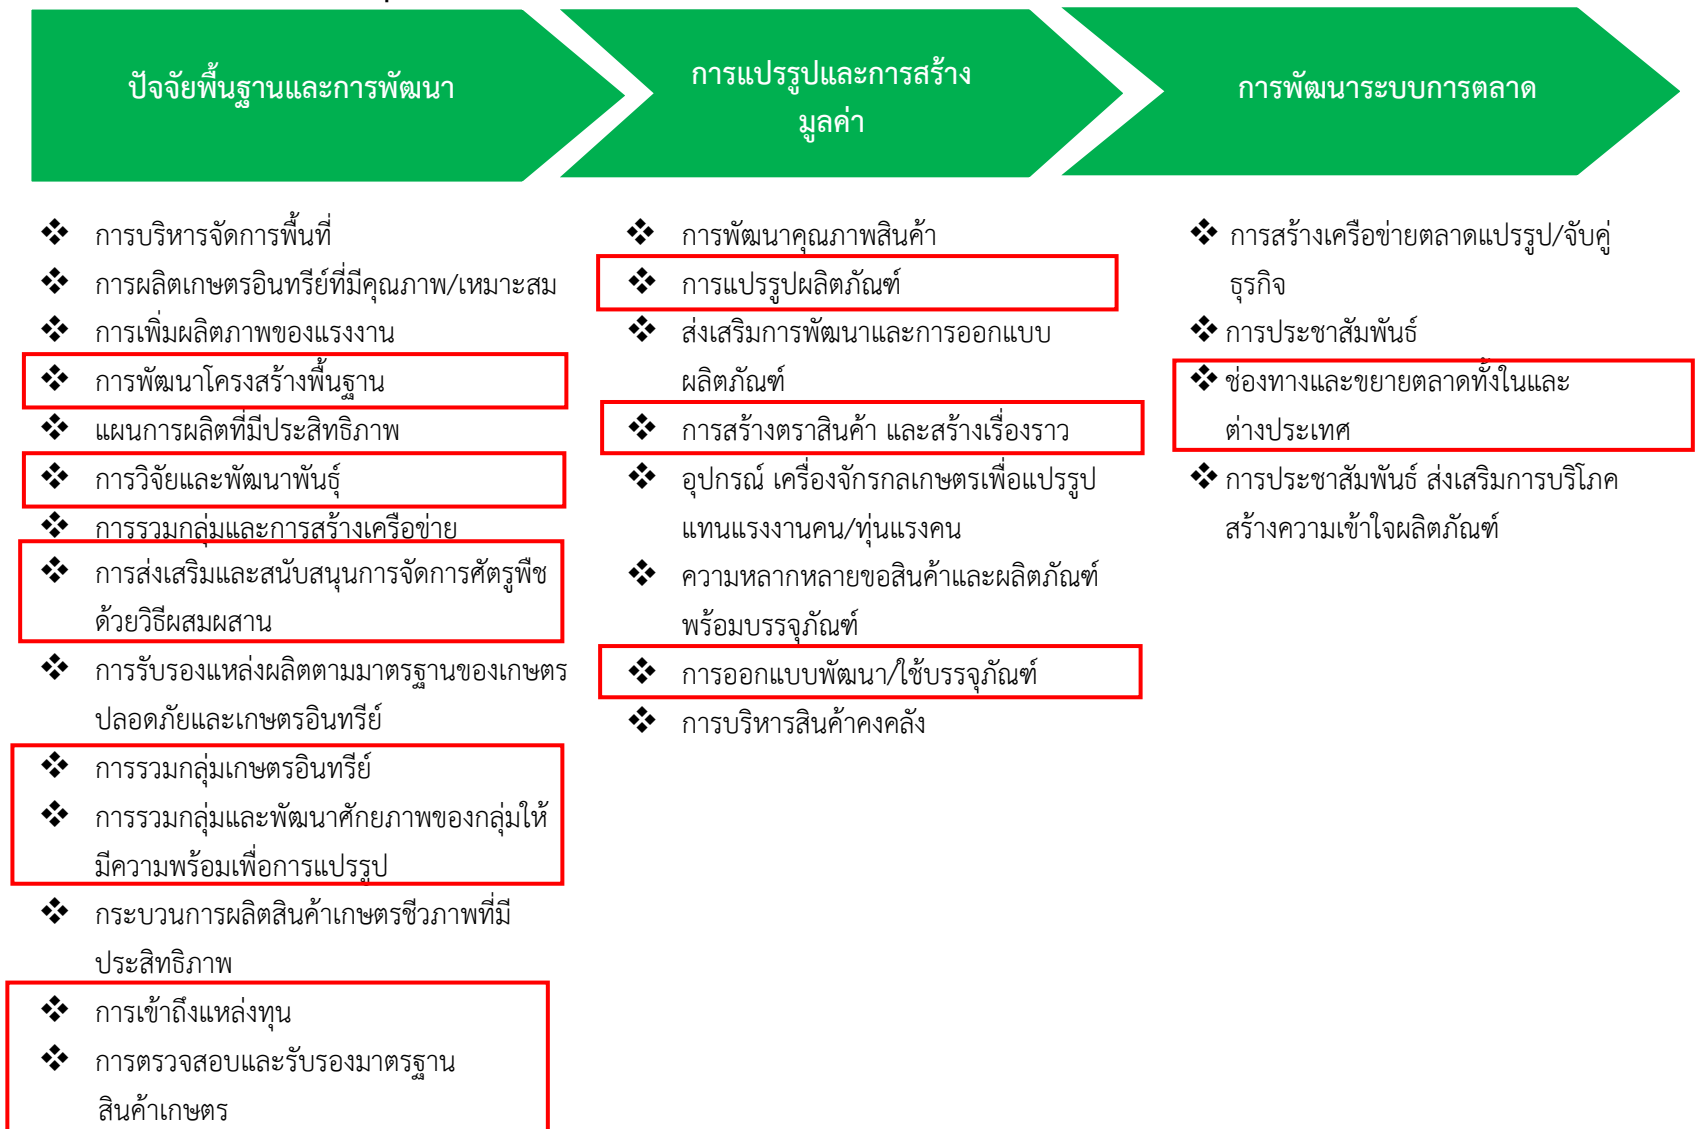 ปัจจัยพื้นฐานและการพัฒนา
การแปรรูปและการสร้าง
มูลค่า
การพัฒนาระบบการตลาด
❖ การบริหารจัดการพื้นที่
❖ การผลิตเกษตรอินทรีย์ที่มีคุณภาพ/เหมาะสม
❖ การเพิ่มผลิตภาพของแรงงาน
❖ การพัฒนาโครงสร้างพื้นฐาน
❖ แผนการผลิตที่มีประสิทธิภาพ
❖ การวิจัยและพัฒนาพันธุ์
❖ การรวมกลุ่มและการสร้างเครือข่าย
❖ การส่งเสริมและสนับสนุนการจัดการศัตรูพืช
ด้วยวิธีผสมผสาน
❖ การรับรองแหล่งผลิตตามมาตรฐานของเกษตร
ปลอดภัยและเกษตรอินทรีย์
❖ การรวมกลุ่มเกษตรอินทรีย์
❖ การรวมกลุ่มและพัฒนาศักยภาพของกลุ่มให้
มีความพร้อมเพื่อการแปรรูป
❖ กระบวนการผลิตสินค้าเกษตรชีวภาพที่มี
ประสิทธิภาพ
❖ การเข้าถึงแหล่งทุน
❖ การตรวจสอบและรับรองมาตรฐาน
สินค้าเกษตร
❖ การพัฒนาคุณภาพสินค้า
❖ การแปรรูปผลิตภัณฑ์
❖ ส่งเสริมการพัฒนาและการออกแบบ
ผลิตภัณฑ์
❖ การสร้างตราสินค้า และสร้างเรื่องราว
❖ อุปกรณ์ เครื่องจักรกลเกษตรเพื่อแปรรูป
แทนแรงงานคน/ทุ่นแรงคน
❖ ความหลากหลายขอสินค้าและผลิตภัณฑ์
พร้อมบรรจุภัณฑ์
❖ การออกแบบพัฒนา/ใช้บรรจุภัณฑ์
❖ การบริหารสินค้าคงคลัง
❖ การสร้างเครือข่ายตลาดแปรรูป/จับคู่
ธุรกิจ
❖ การประชาสัมพันธ์
❖ ช่องทางและขยายตลาดทั้งในและ
ต่างประเทศ
❖ การประชาสัมพันธ์ ส่งเสริมการบริโภค
สร้างความเข้าใจผลิตภัณฑ์